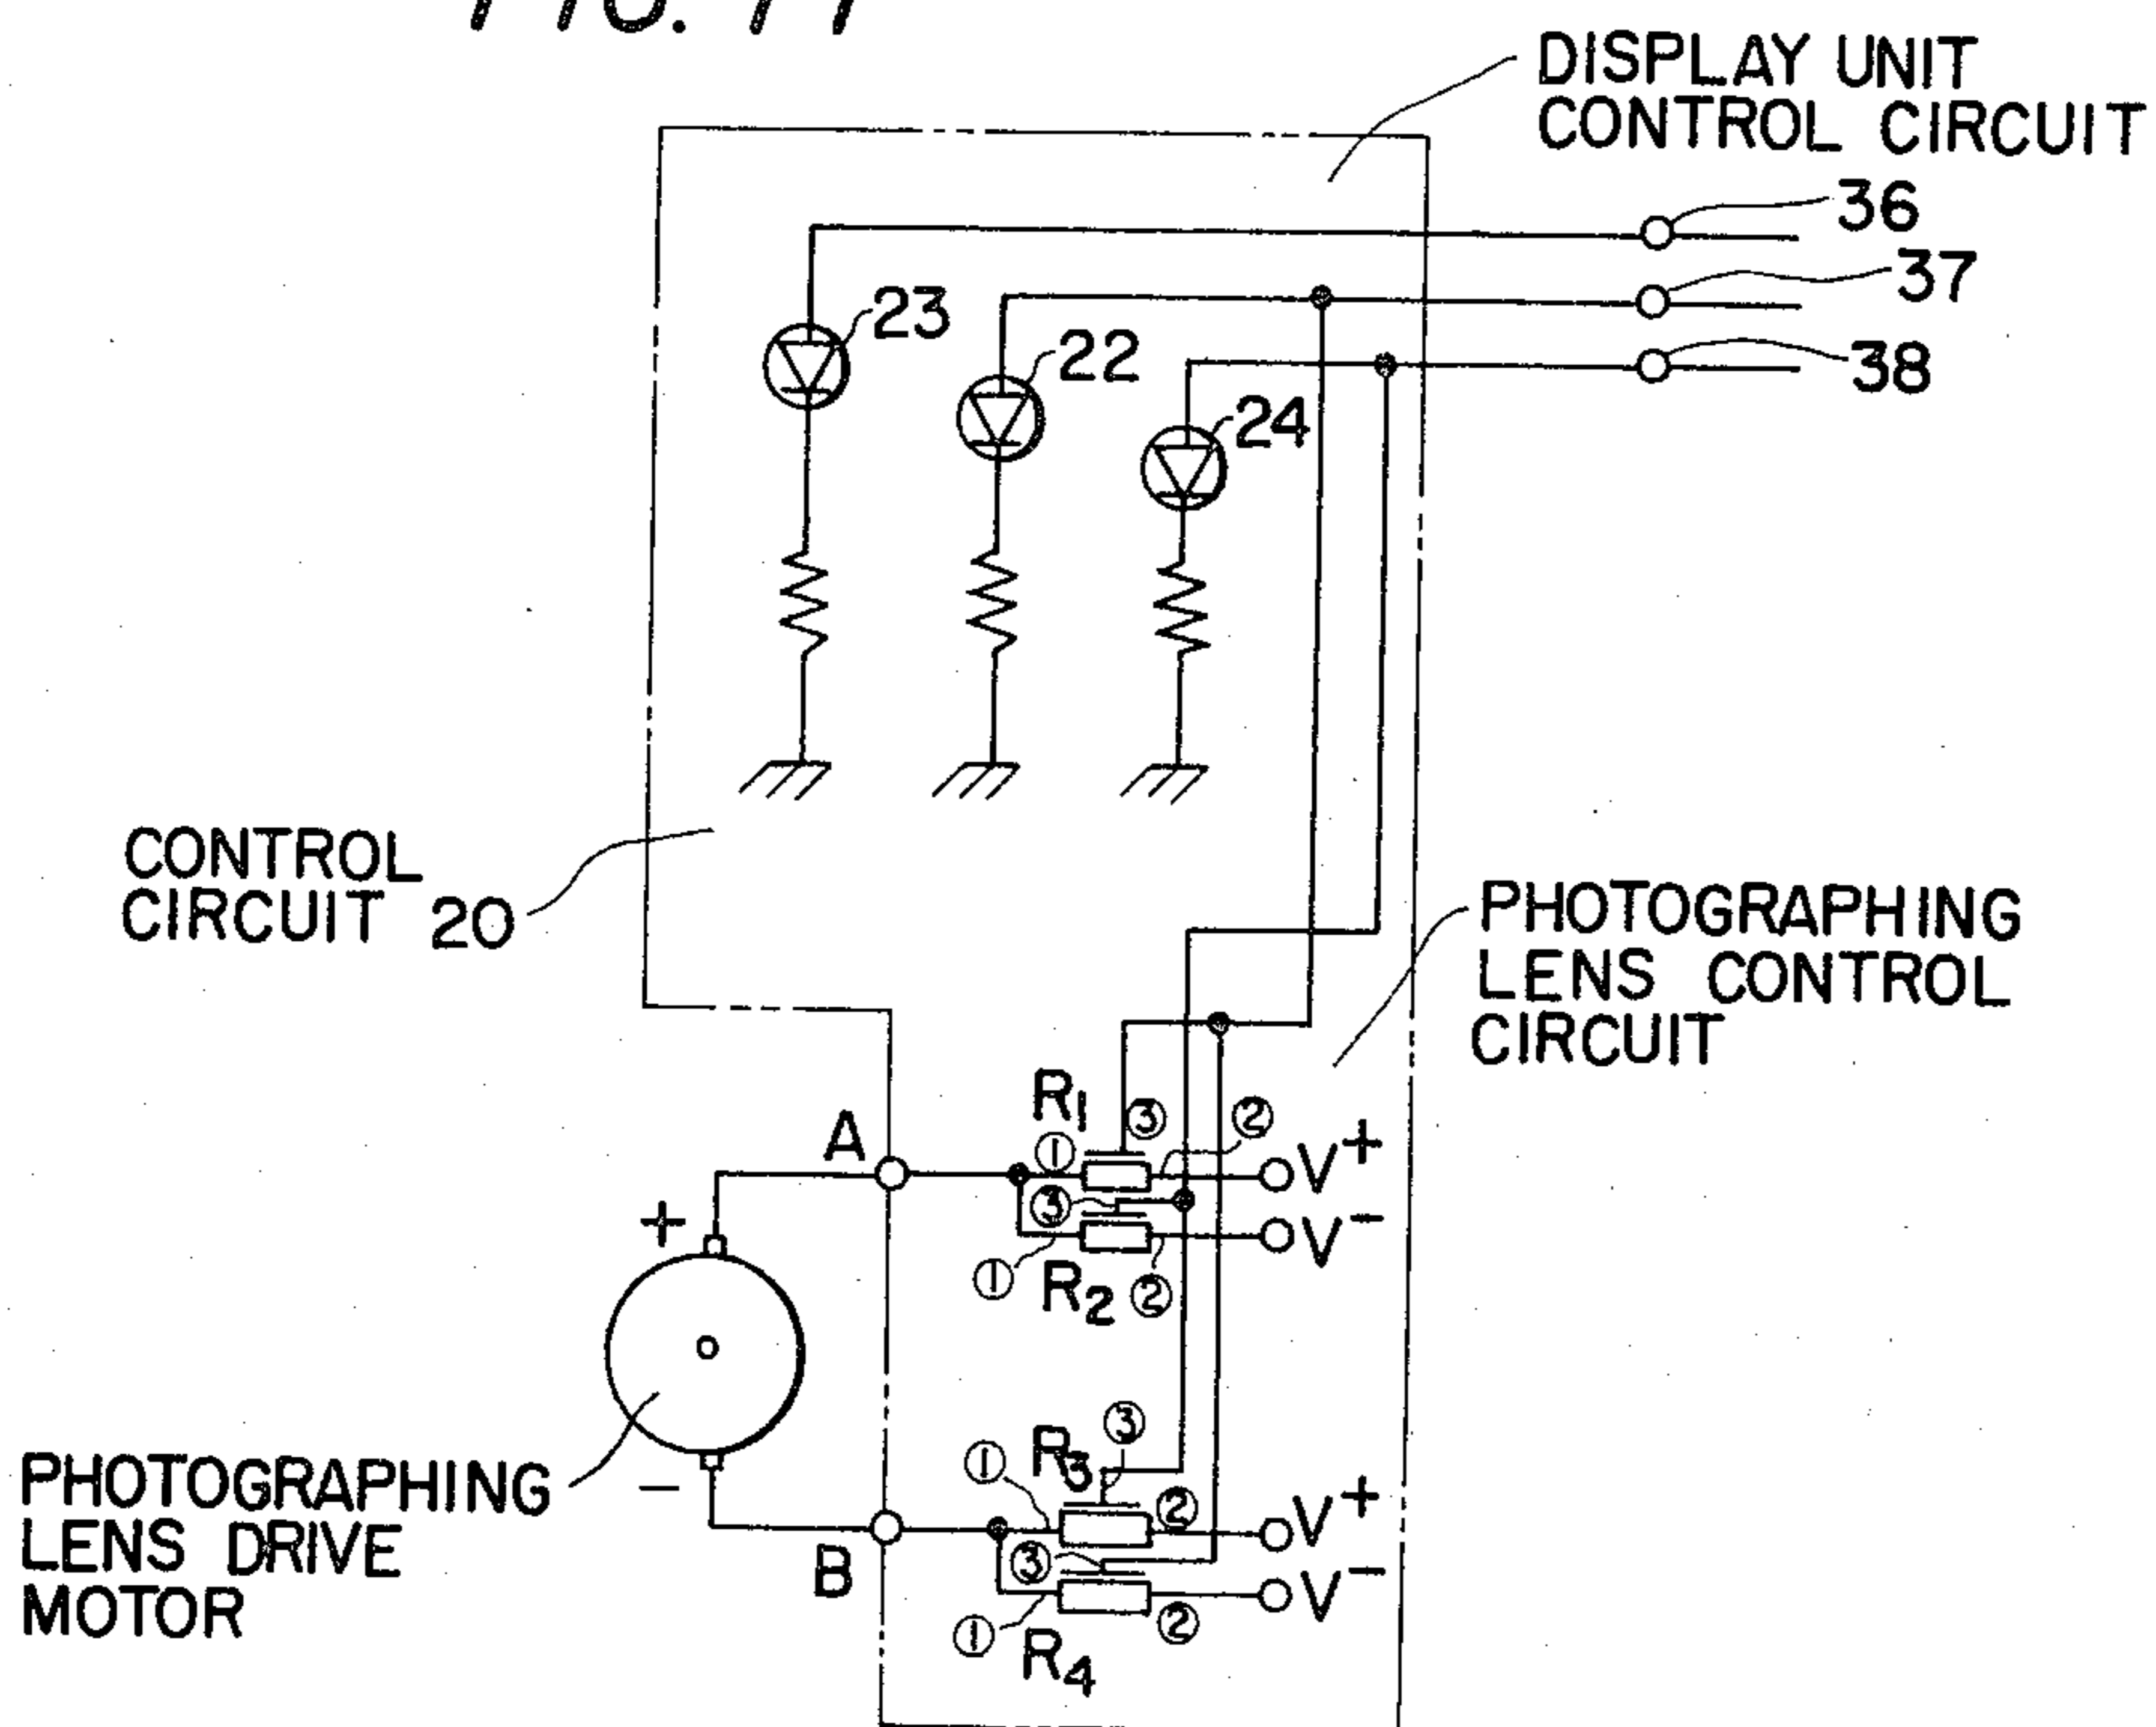 DISPLAY UNIT
CONTROL CIRCUIT
36
37
38
23
22
24
CONTROL
CIRCUIT 20
PHOTOGRAPHING
LENS CONTROL
CIRCUIT
R1
③
②
A
①
V+
+
③
V−
①
R2
②
③
R3
①
②
V+
PHOTOGRAPHING
LENS DRIVE
MOTOR
−
B
③
V−
①
R4
②